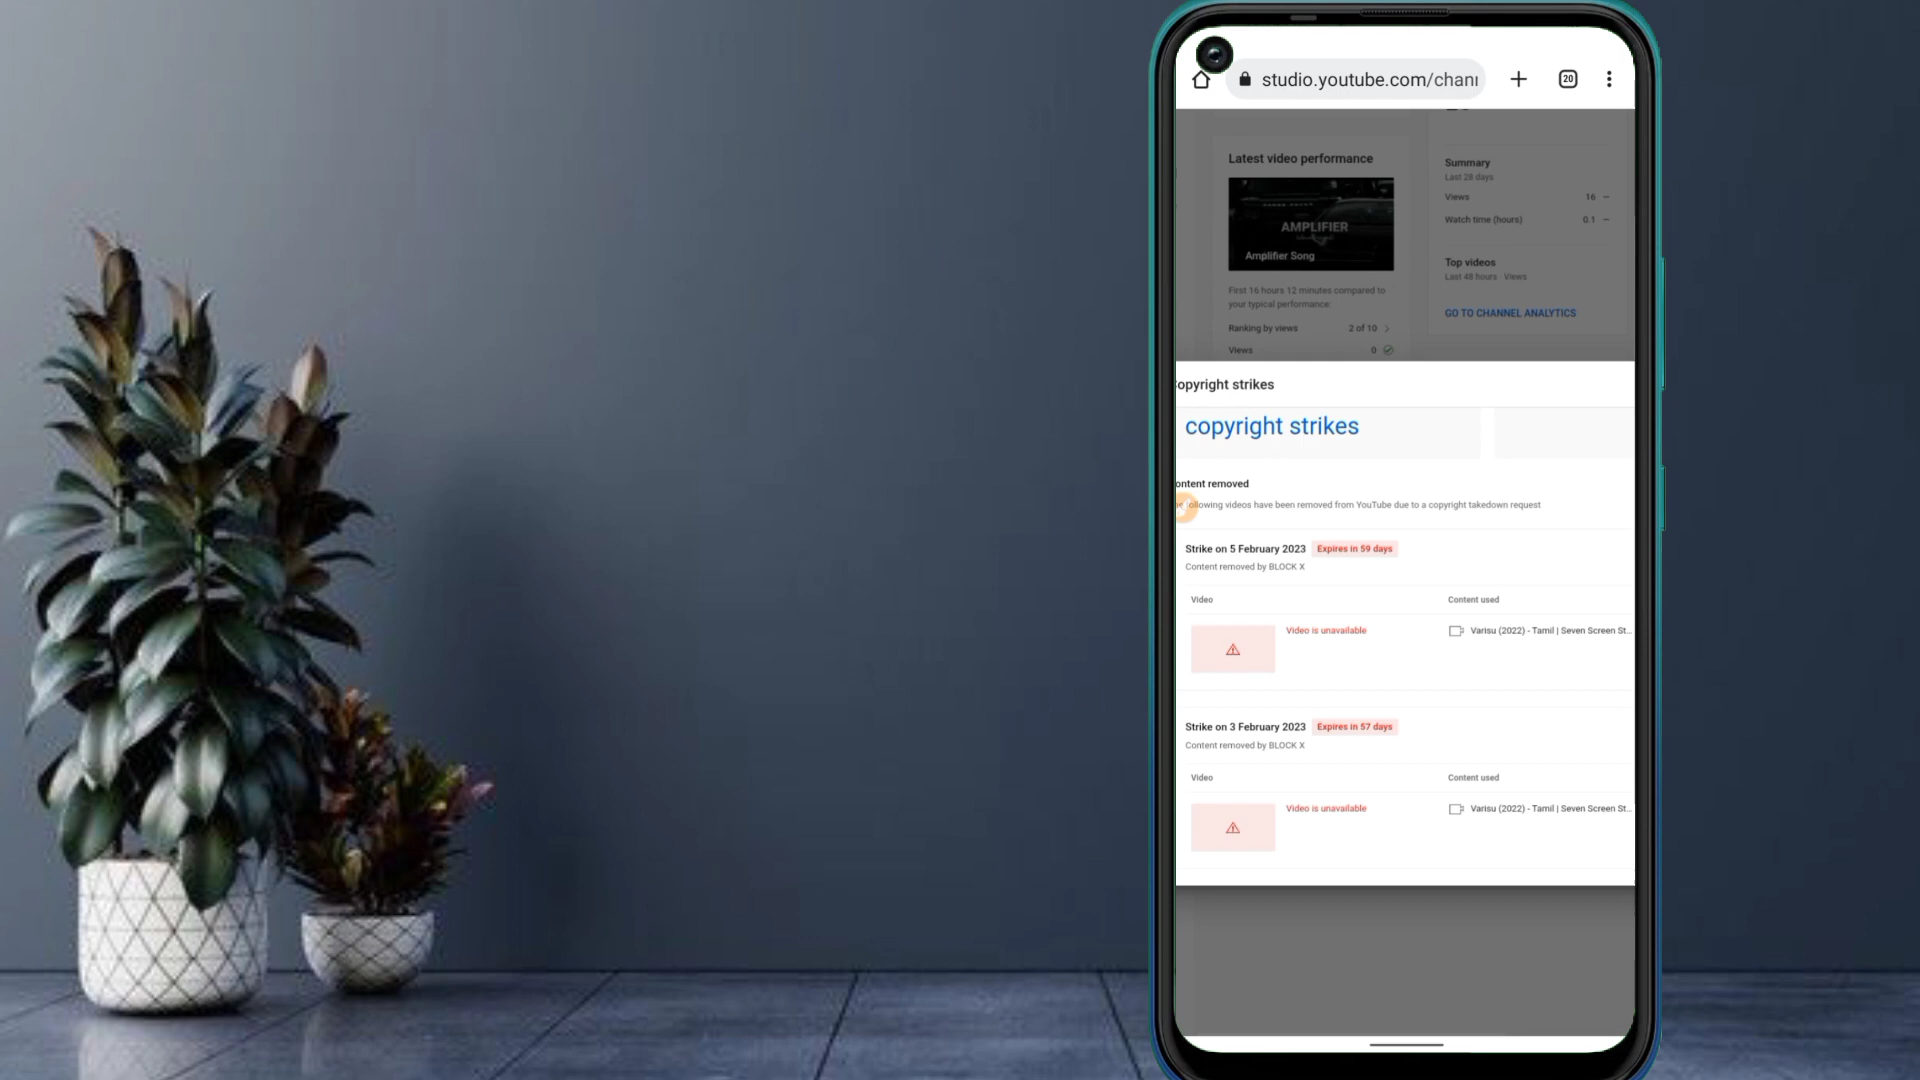 studio.youtube.com/chan
20
Latest video performance
AMPLIFIER
Amplifier Song
First 16 hours 12 minutes compared to
your typical performance:
Ranking by views 2 of 10
Views 0
Summary
Last 28 days
Views 16 –
Watch time (hours) 0.1 –
Top videos
Last 48 hours · Views
GO TO CHANNEL ANALYTICS
opyright strikes
copyright strikes
ontent removed
following videos have been removed from YouTube due to a copyright takedown request
Strike on 5 February 2023 Expires in 59 days
Content removed by BLOCK X
Video Content used
Video is unavailable Varisu (2022) - Tamil | Seven Screen St...
Strike on 3 February 2023 Expires in 57 days
Content removed by BLOCK X
Video Content used
Video is unavailable Varisu (2022) - Tamil | Seven Screen St...